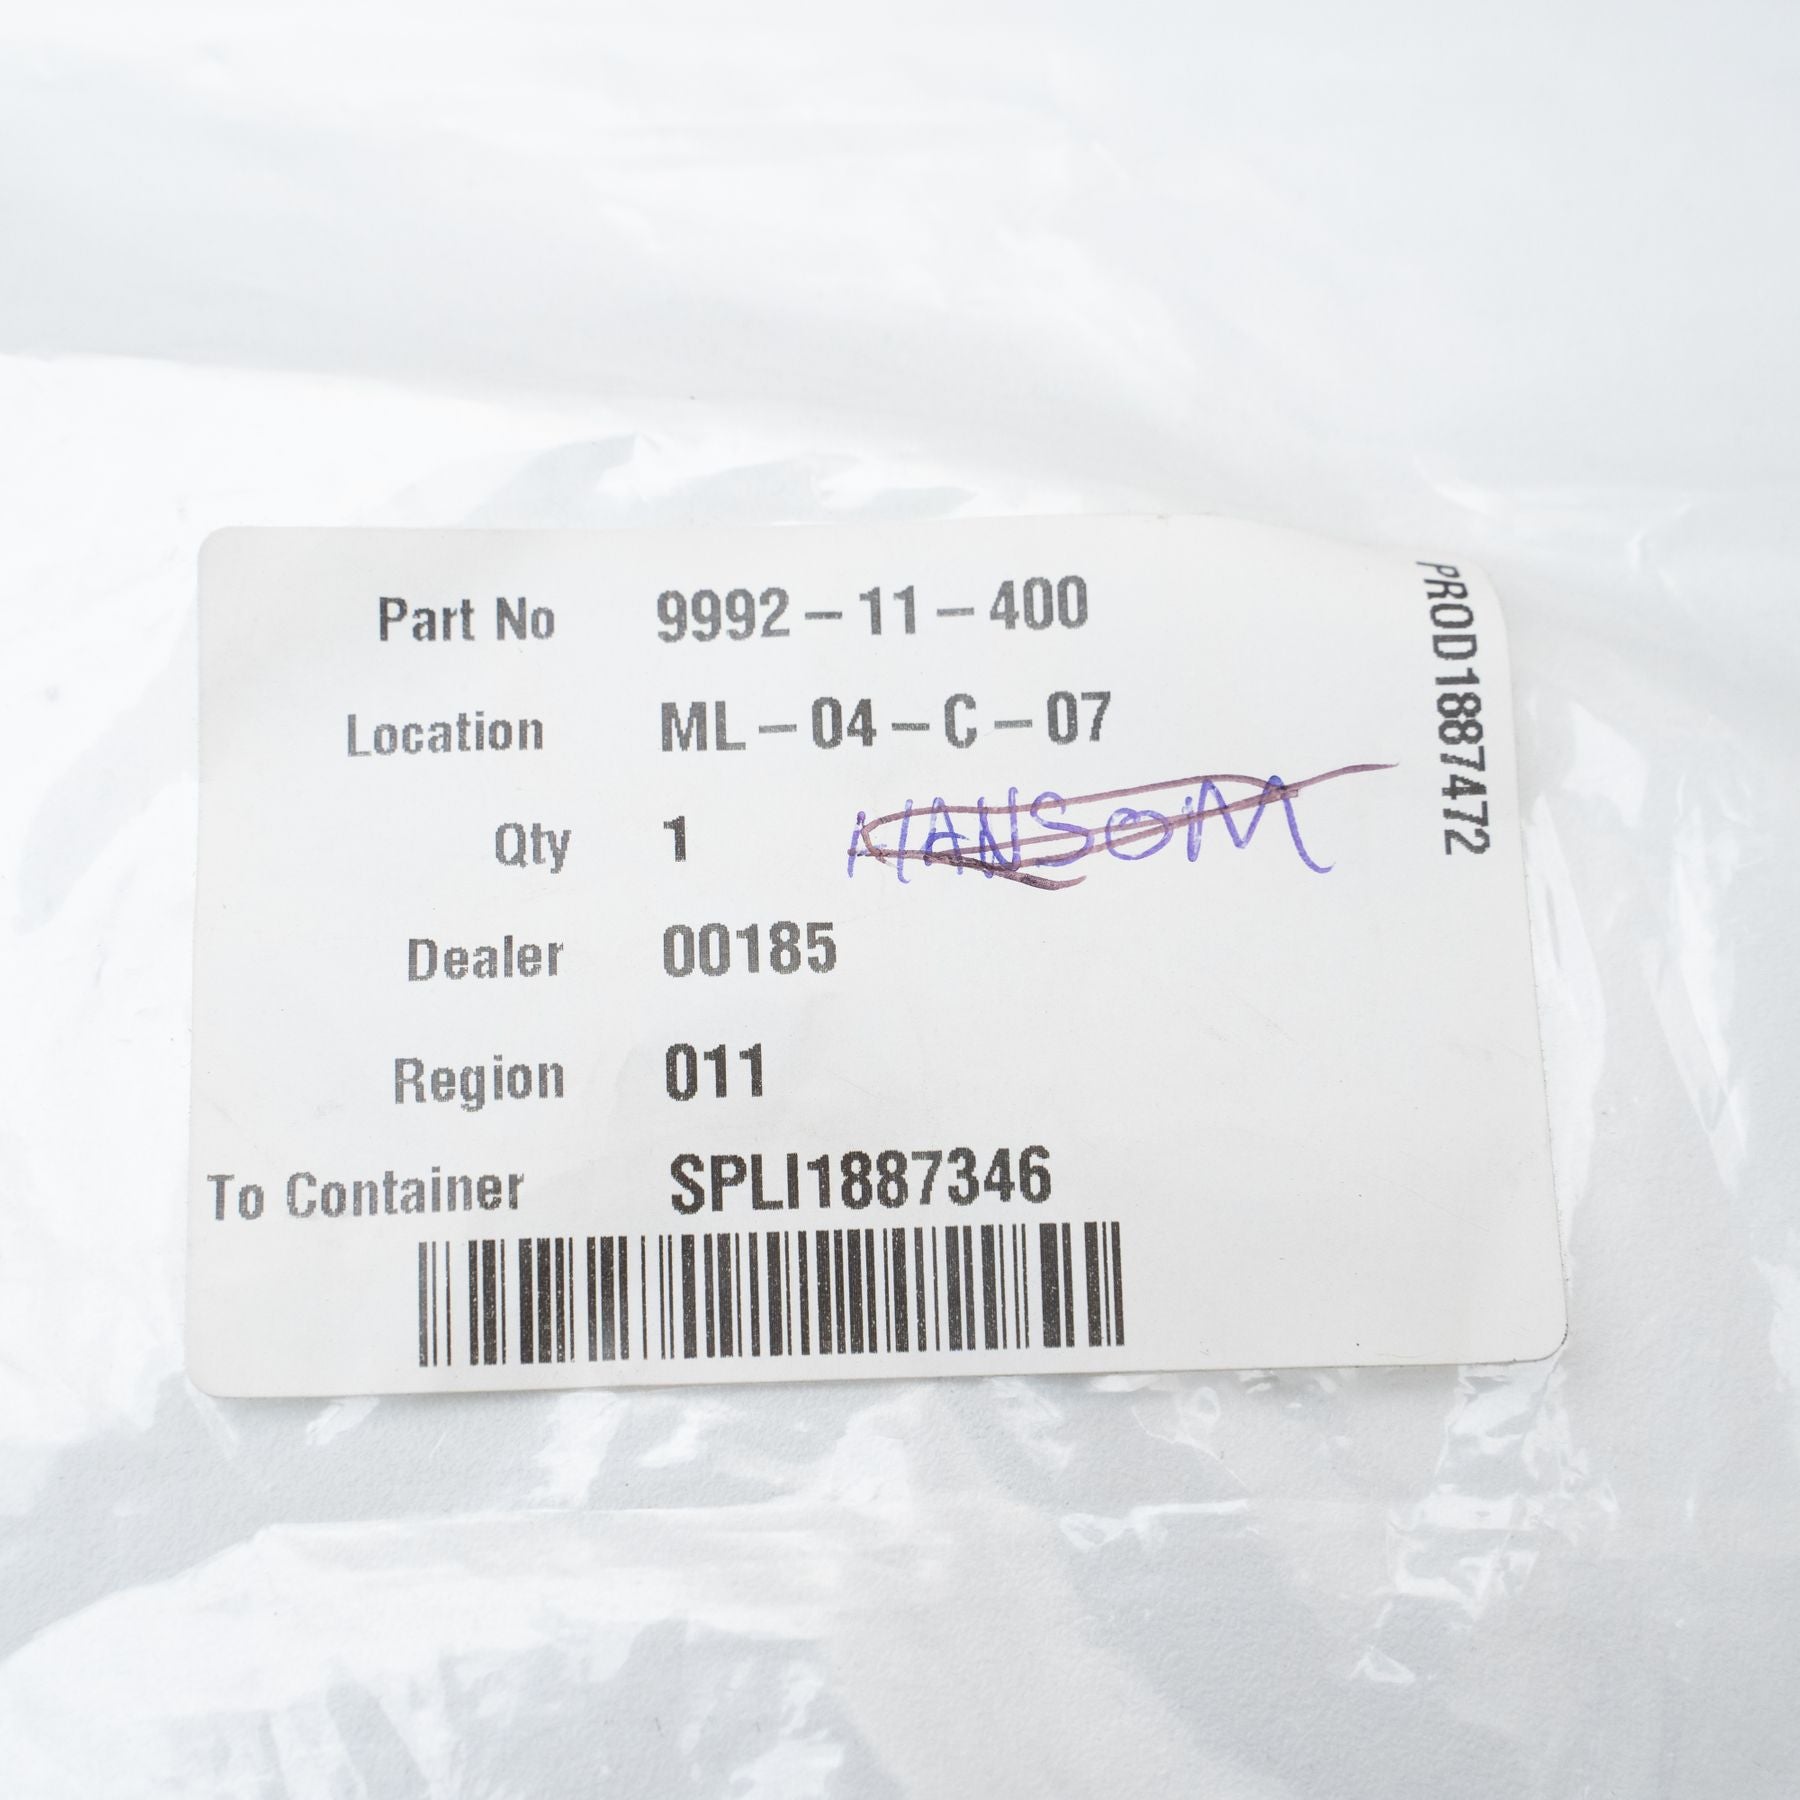 Part No 9992-11-400
Location ML-04-C-07
Qty 1 HANSOM
Dealer 00185
Region 011
To Container SPLI1887346
PROD1887472